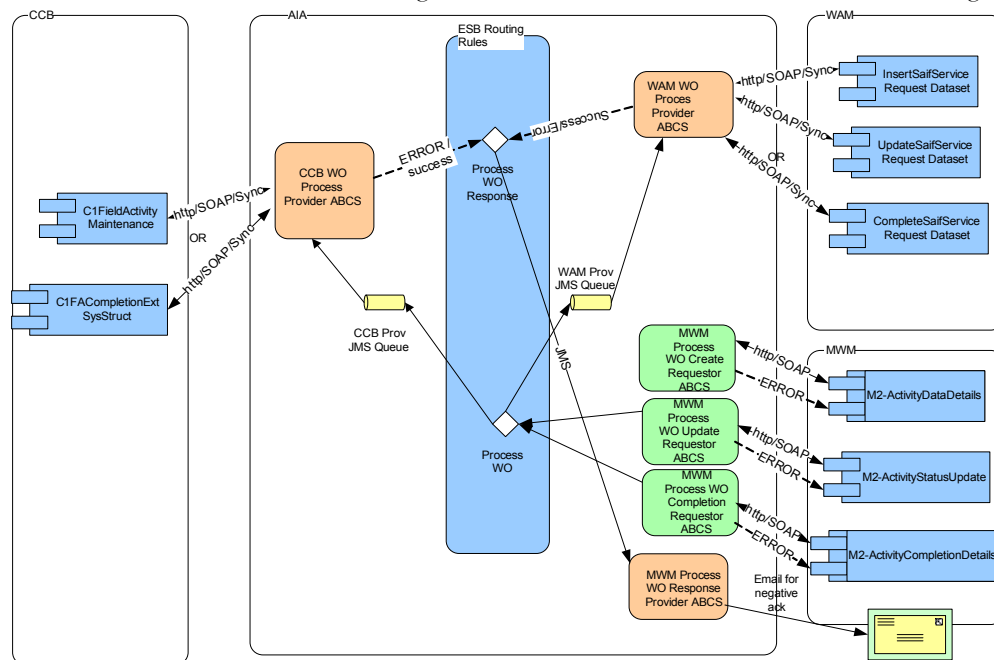 CCB
AIA
WAM
ESB Routing
Rules
InsertSaifService
Request Dataset
http/SOAP/Sync
WAM WO
Proces
Provider
ABCS
Success/Error
http/SOAP/Sync
UpdateSaifService
Request Dataset
OR
http/SOAP/Sync
ERROR /
success
Process
WO
Response
CCB WO
Process
Provider ABCS
C1FieldActivity
Maintenance
http/SOAP/Sync
OR
http/SOAP/Sync
CompleteSaifService
Request Dataset
WAM Prov
JMS Queue
C1FACompletionExt
SysStruct
CCB Prov
JMS Queue
JMS
MWM
MWM
Process
WO Create
Requestor
ABCS
http/SOAP
ERROR
M2-ActivityDataDetails
MWM
Process
WO Update
Requestor
ABCS
http/SOAP
ERROR
M2-ActivityStatusUpdate
Process
WO
MWM
Process WO
Completion
Requestor
ABCS
http/SOAP
ERROR
M2-ActivityCompletionDetails
MWM Process
WO Response
Provider ABCS
Email for
negative
ack